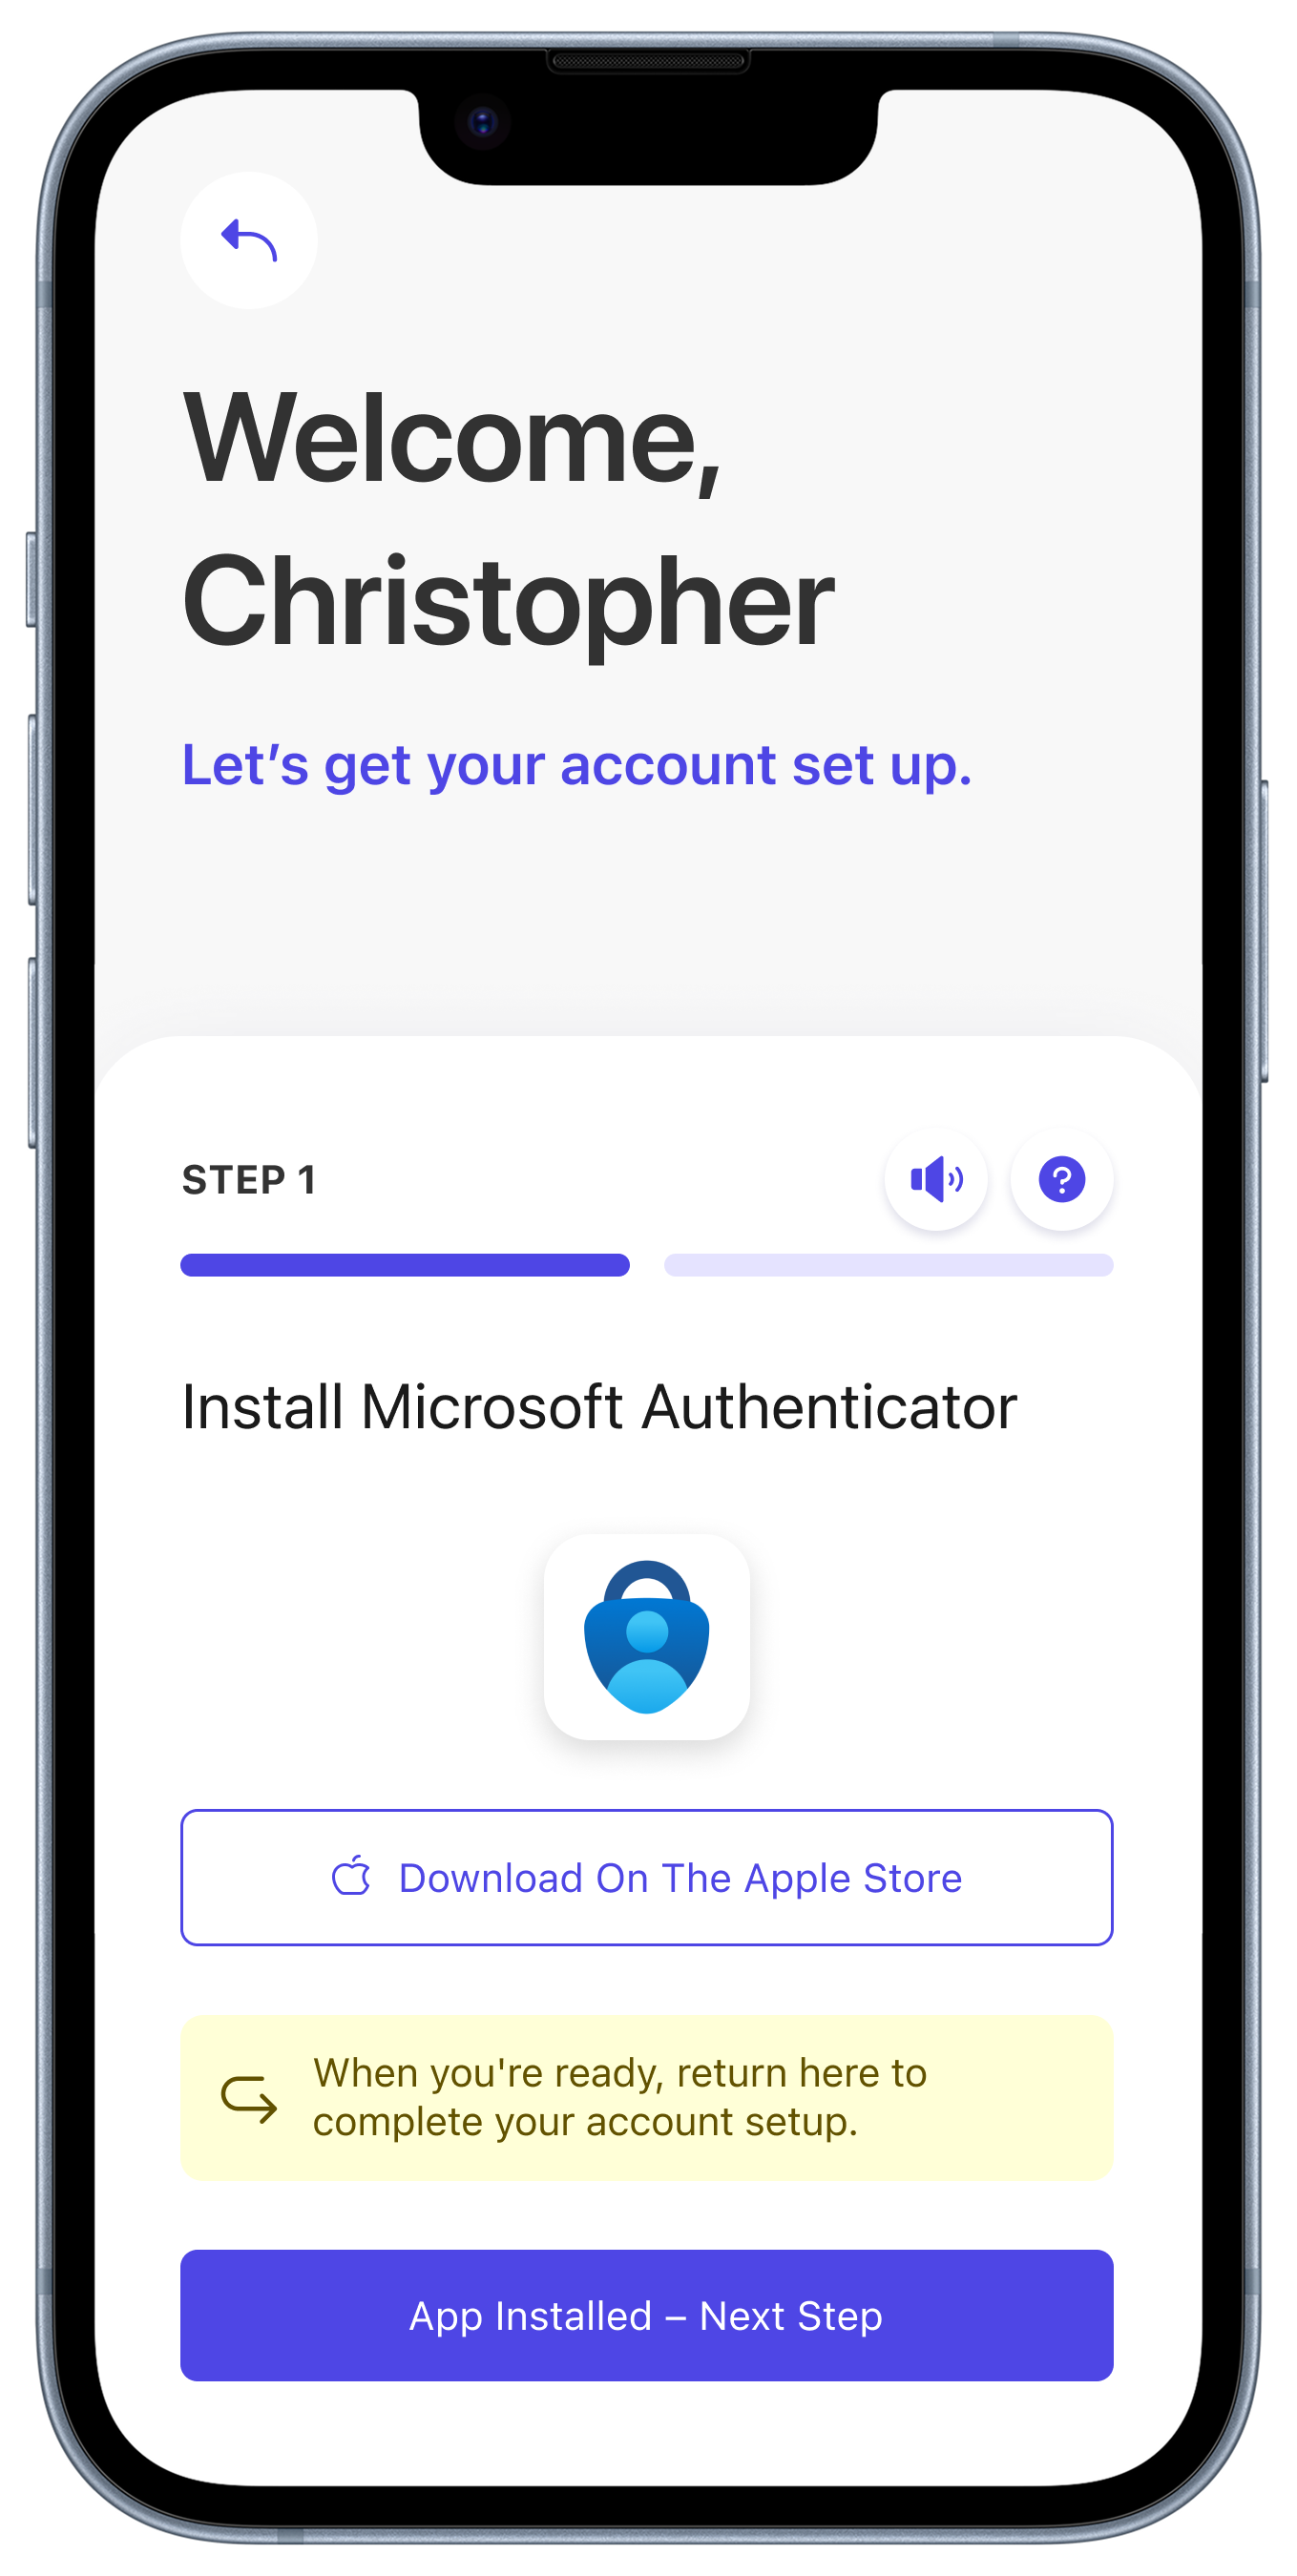 Welcome,
Christopher
Let’s get your account set up.
STEP 1
Install Microsoft Authenticator
Download On The Apple Store
When you're ready, return here to
complete your account setup.
App Installed – Next Step